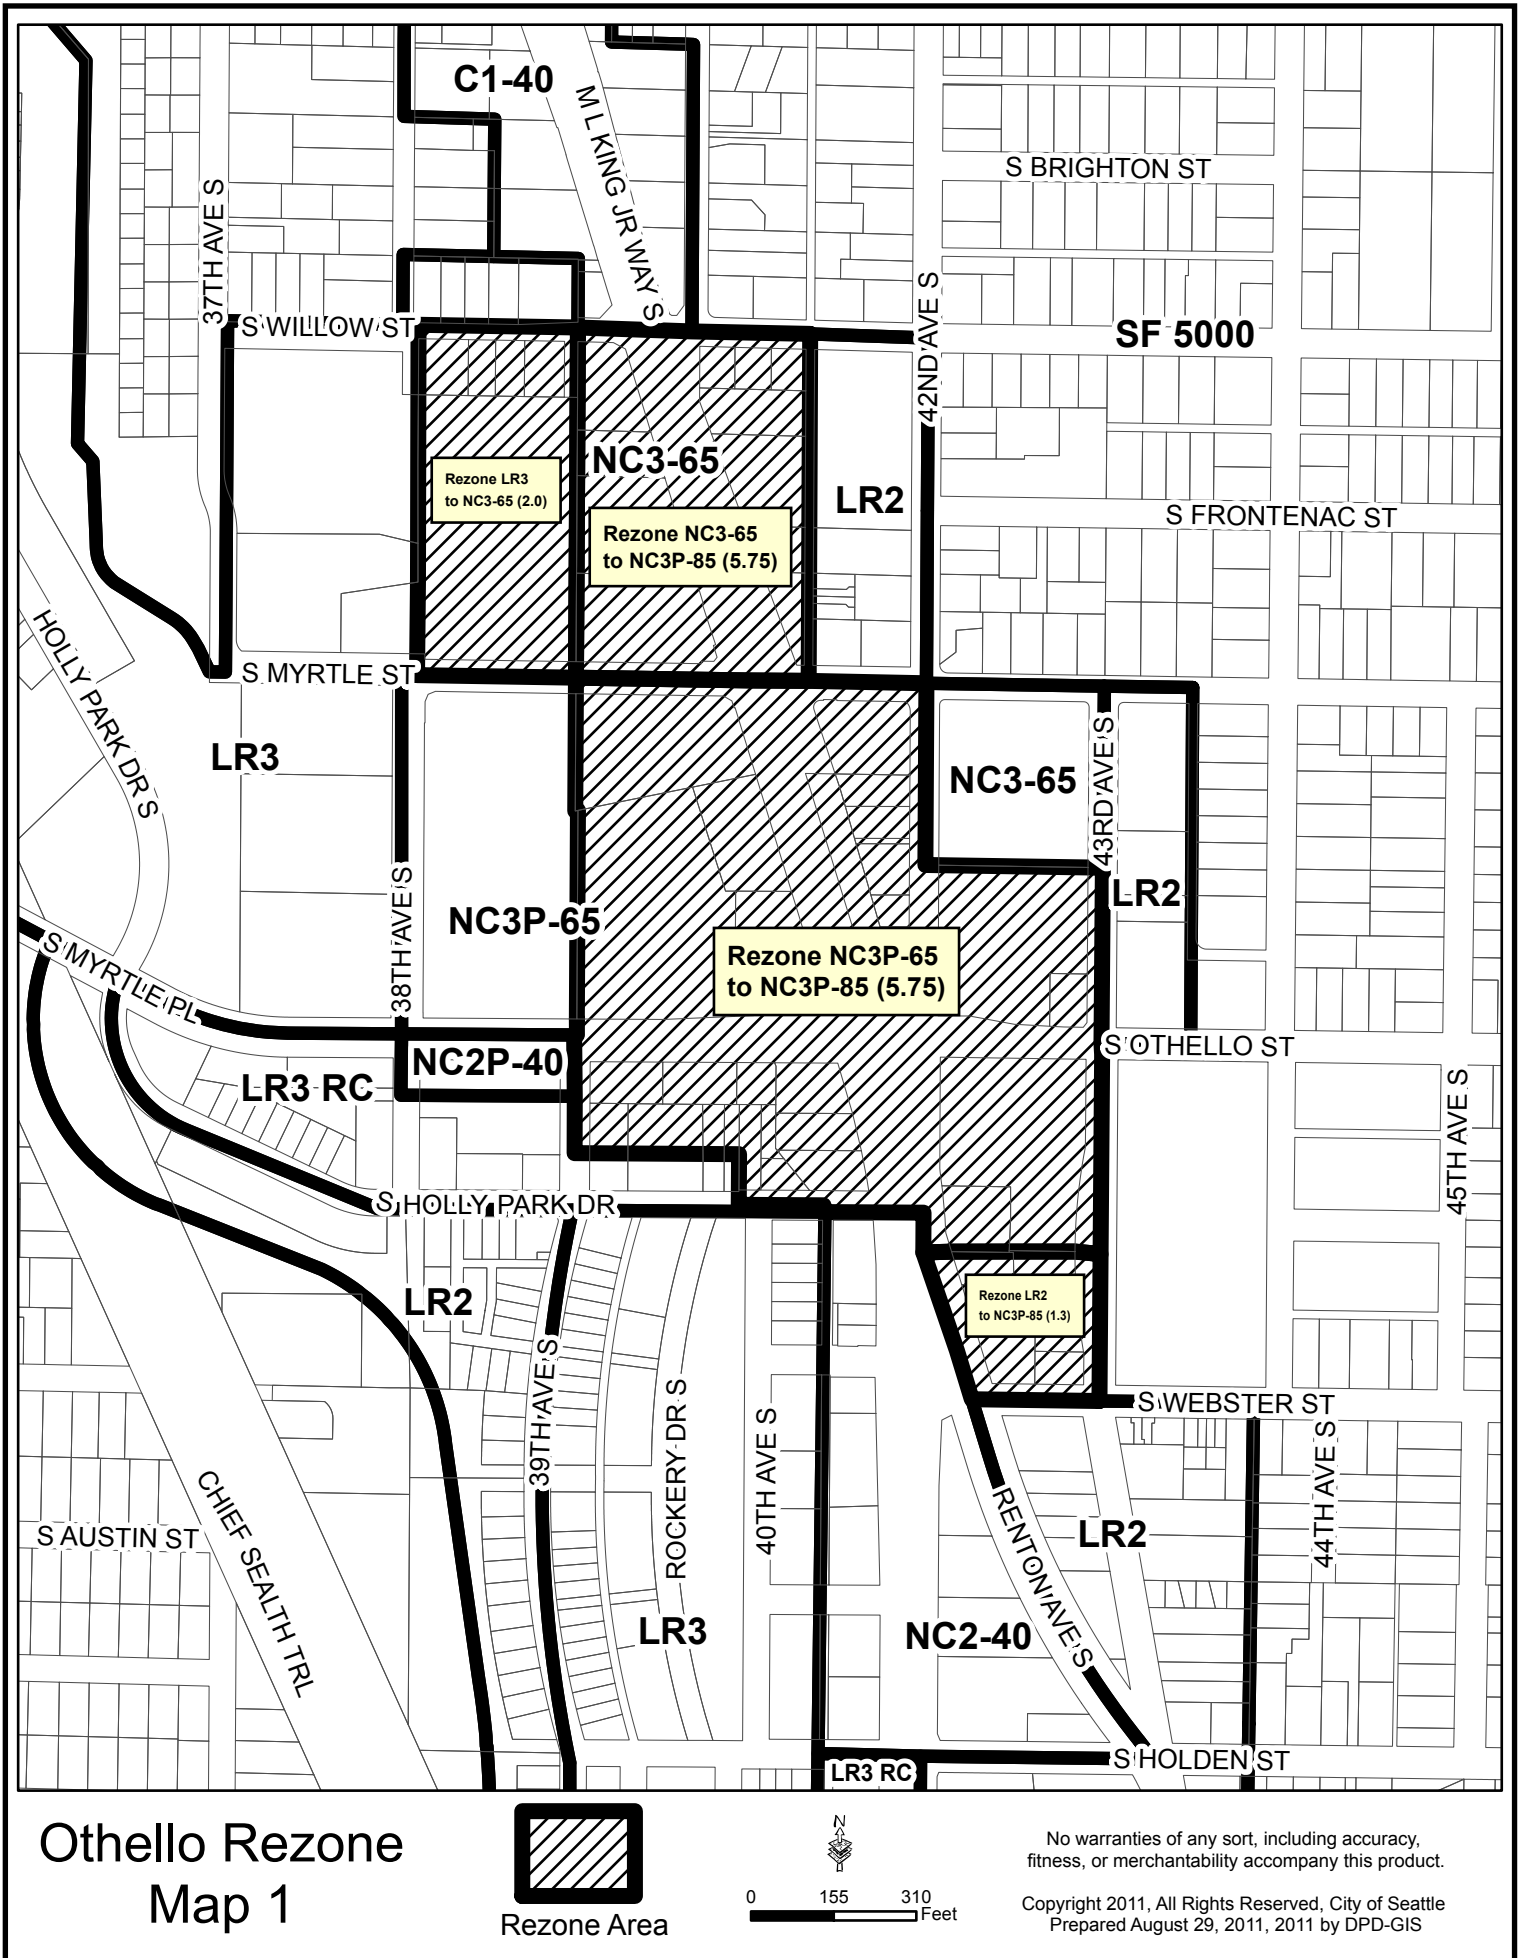 C1-40
M L KING JR WAY S
S BRIGHTON ST
37TH AVE S
42ND AVE S
S WILLOW ST
SF 5000
NC3-65
Rezone LR3
to NC3-65 (2.0)
LR2
S FRONTENAC ST
Rezone NC3-65
to NC3P-85 (5.75)
HOLLY PARK DR S
S MYRTLE ST
LR3
NC3-65
43RD AVE S
38TH AVE S
LR2
NC3P-65
Rezone NC3P-65
to NC3P-85 (5.75)
S MYRTLE PL
S OTHELLO ST
NC2P-40
LR3 RC
45TH AVE S
S HOLLY PARK DR
LR2
Rezone LR2
to NC3P-85 (1.3)
39TH AVE S
ROCKERY DR S
40TH AVE S
S WEBSTER ST
44TH AVE S
CHIEF SEALTH TRL
S AUSTIN ST
RENTON AVE S
LR2
LR3
NC2-40
S HOLDEN ST
LR3 RC
Othello Rezone
Map 1
Rezone Area
N
0 155 310
Feet
No warranties of any sort, including accuracy,
fitness, or merchantability accompany this product.
Copyright 2011, All Rights Reserved, City of Seattle
Prepared August 29, 2011, 2011 by DPD-GIS